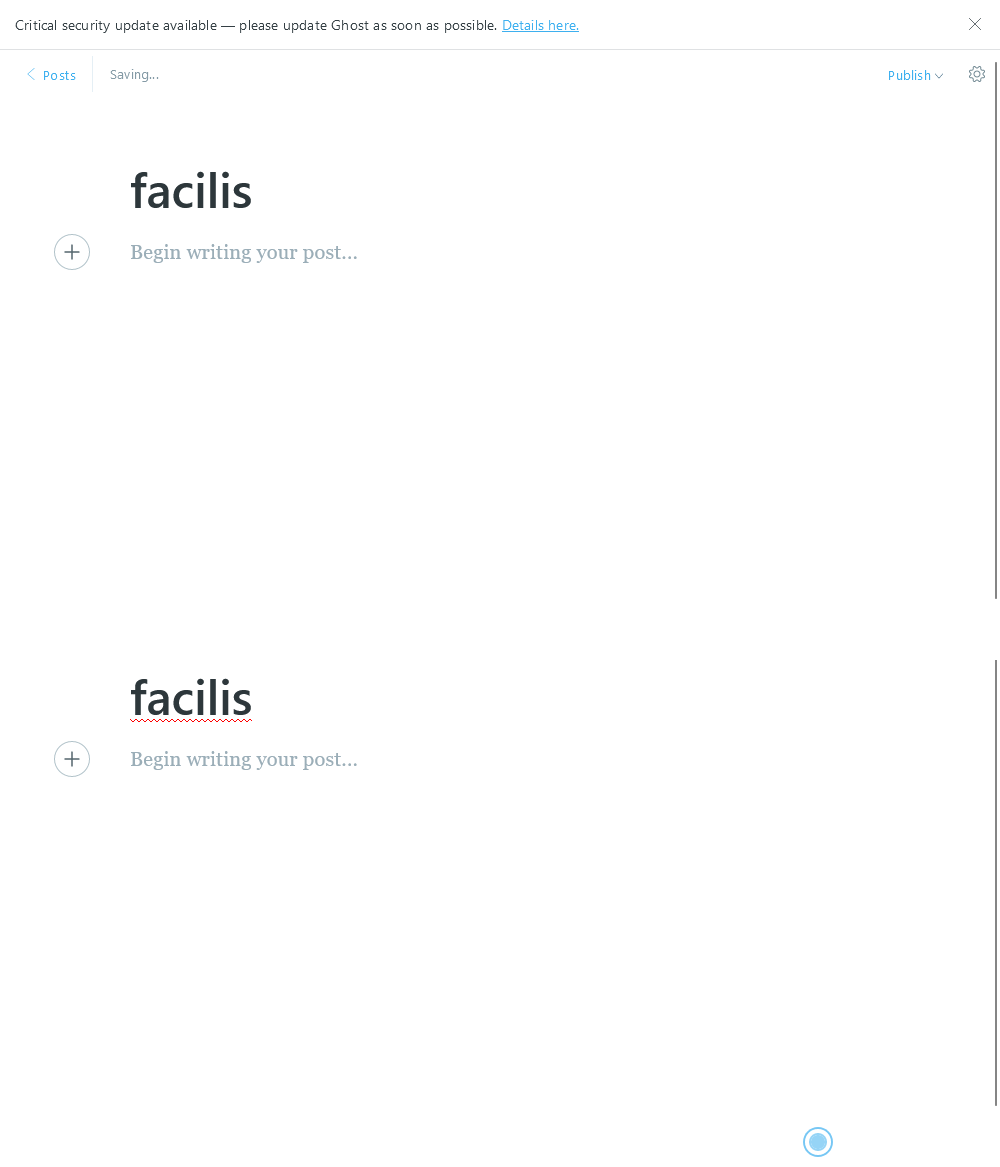 Critical security update available — please update Ghost as soon as possible. Details here.
Posts
Saving...
Publish
facilis
Begin writing your post...
facilis
Begin writing your post...